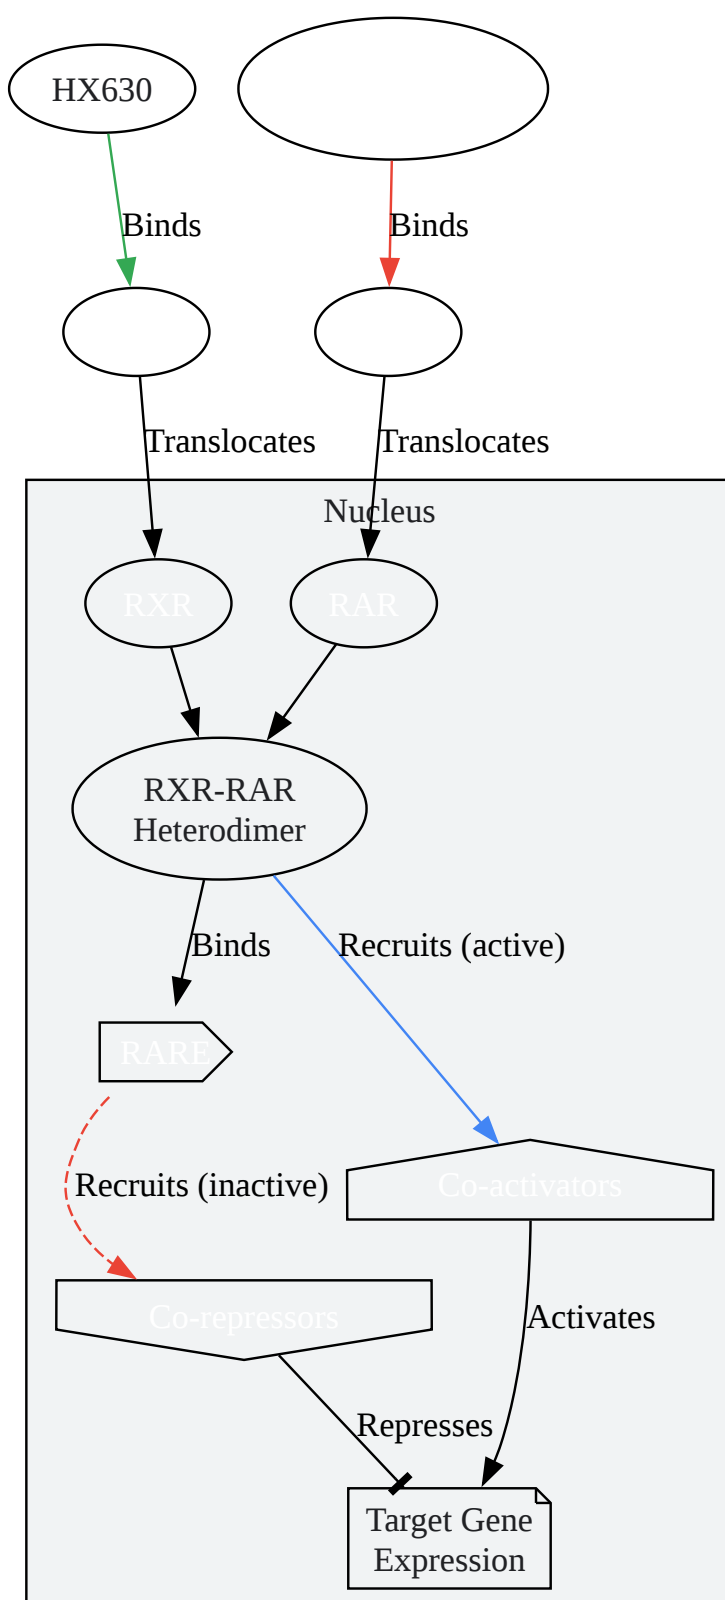 HX630
Binds
Binds
Translocates
Translocates
Nucleus
RXR
RAR
RXR-RAR
Heterodimer
Binds
Recruits (active)
RARE
Recruits (inactive)
Co-activators
Co-repressors
Activates
Represses
Target Gene
Expression